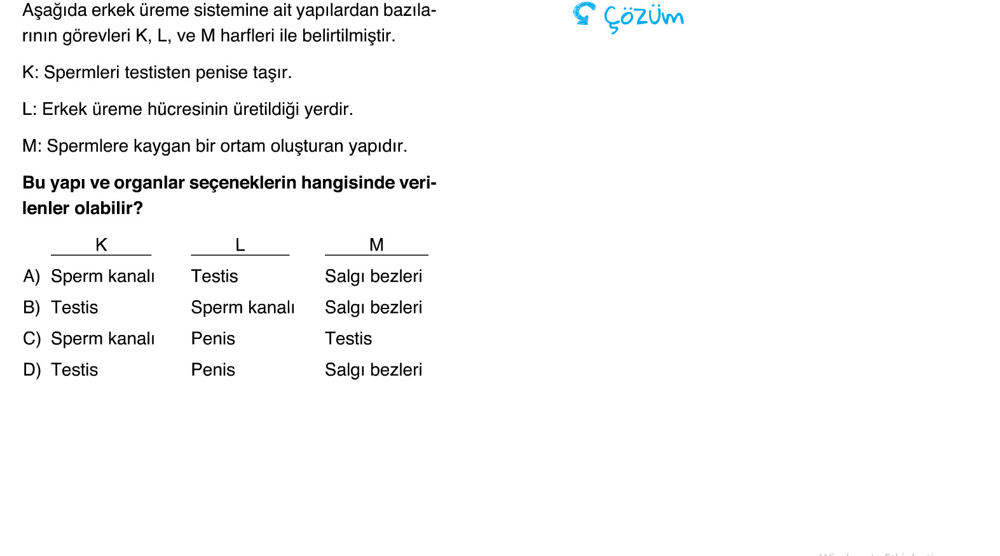 Aşağıda erkek üreme sistemine ait yapılardan bazıla-
rının görevleri K, L, ve M harfleri ile belirtilmiştir.
K: Spermleri testisten penise taşır.
L: Erkek üreme hücresinin üretildiği yerdir.
M: Spermlere kaygan bir ortam oluşturan yapıdır.
Bu yapı ve organlar seçeneklerin hangisinde veri-
lenler olabilir?
K L M
A) Sperm kanalı Testis Salgı bezleri
B) Testis Sperm kanalı Salgı bezleri
C) Sperm kanalı Penis Testis
D) Testis Penis Salgı bezleri
Çözüm